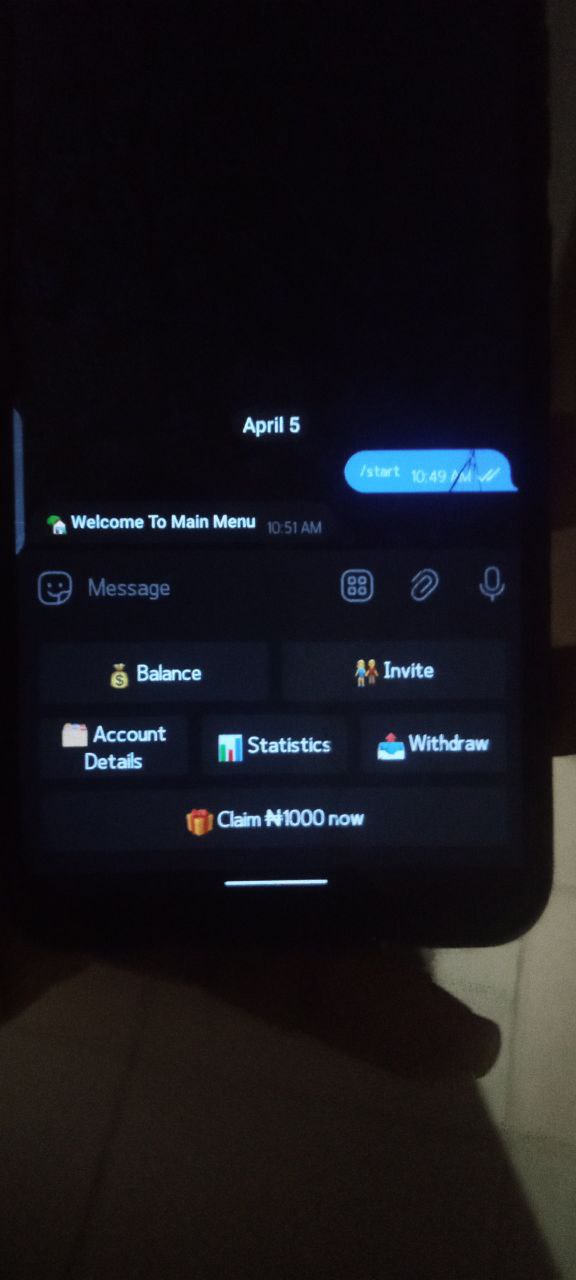 April 5
/start 10:49 AM
Welcome To Main Menu 10:51 AM
Message
Balance
Invite
Account
Details
Statistics
Withdraw
Claim ₦1000 now